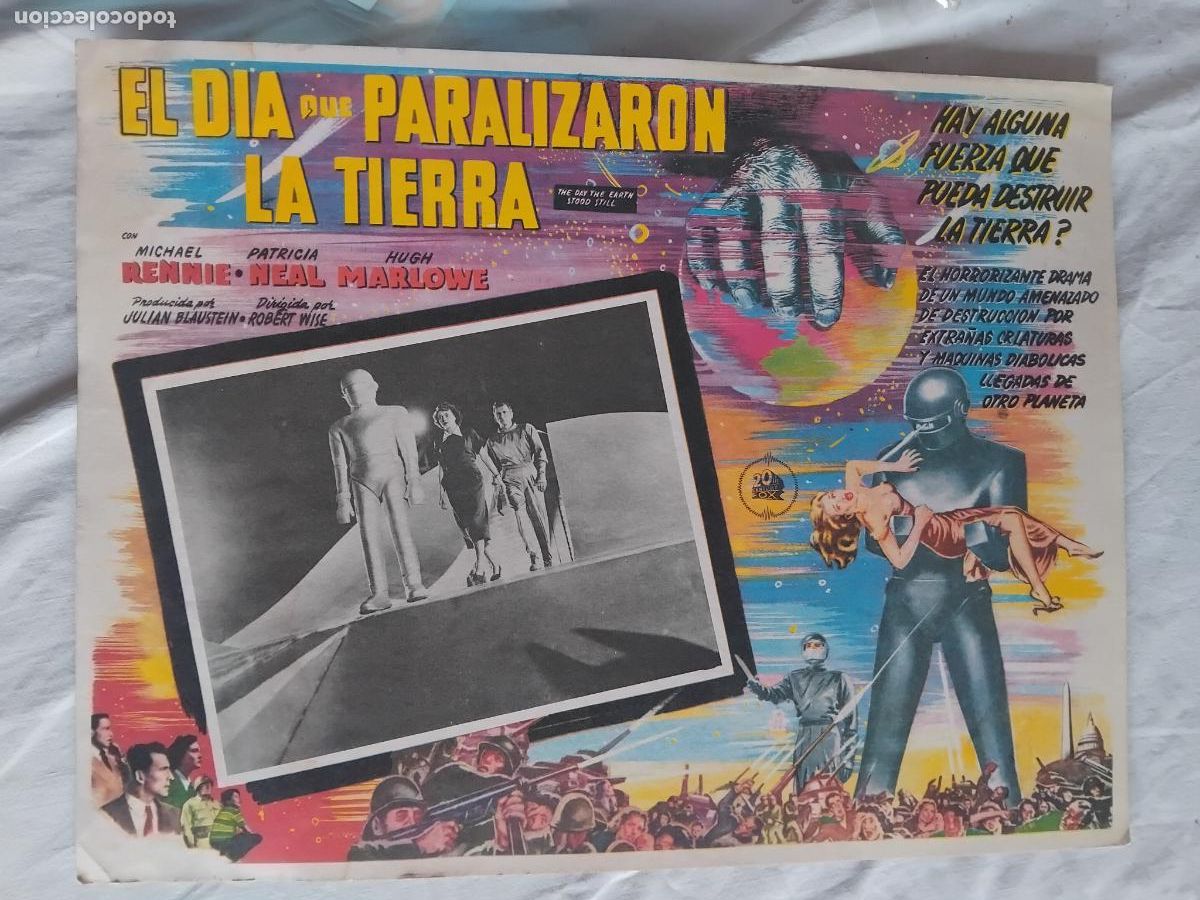 todocoleccion
EL DIA QUE PARALIZARON
LA TIERRA
THE DAY THE EARTH
STOOD STILL
CON
MICHAEL PATRICIA HUGH
RENNIE • NEAL MARLOWE
Producida por Dirigida por
JULIAN BLAUSTEIN • ROBERT WISE
HAY ALGUNA
FUERZA QUE
PUEDA DESTRUIR
LA TIERRA?
EL HORRORIZANTE DRAMA
DE UN MUNDO AMENAZADO
DE DESTRUCCION POR
EXTRAÑAS CRIATURAS
Y MAQUINAS DIABOLICAS
LLEGADAS DE
OTRO PLANETA
20th
CENTURY
FOX